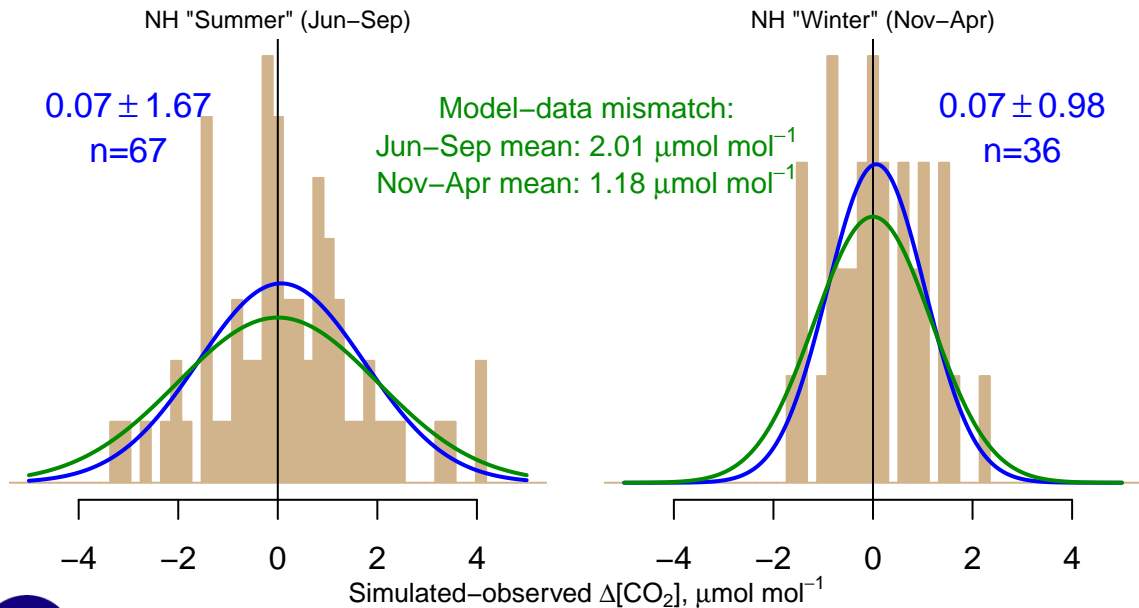 NH "Summer" (Jun−Sep)
NH "Winter" (Nov−Apr)
0.07 ± 1.67
n=67
Model−data mismatch:
Jun−Sep mean: 2.01 μmol mol⁻¹
Nov−Apr mean: 1.18 μmol mol⁻¹
0.07 ± 0.98
n=36
−4 −2 0 2 4
−4 −2 0 2 4
Simulated−observed Δ[CO₂], μmol mol⁻¹